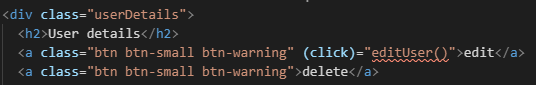 <div class="userDetails">
<h2>User details</h2>
<a class="btn btn-small btn-warning" (click)="editUser()">edit</a>
<a class="btn btn-small btn-warning">delete</a>